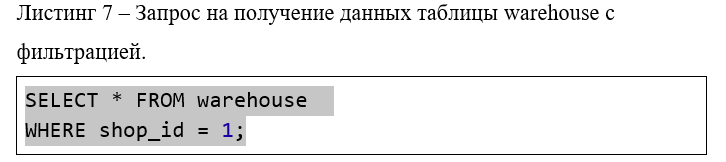 Листинг 7 – Запрос на получение данных таблицы warehouse с
фильтрацией.
SELECT * FROM warehouse
WHERE shop_id = 1;